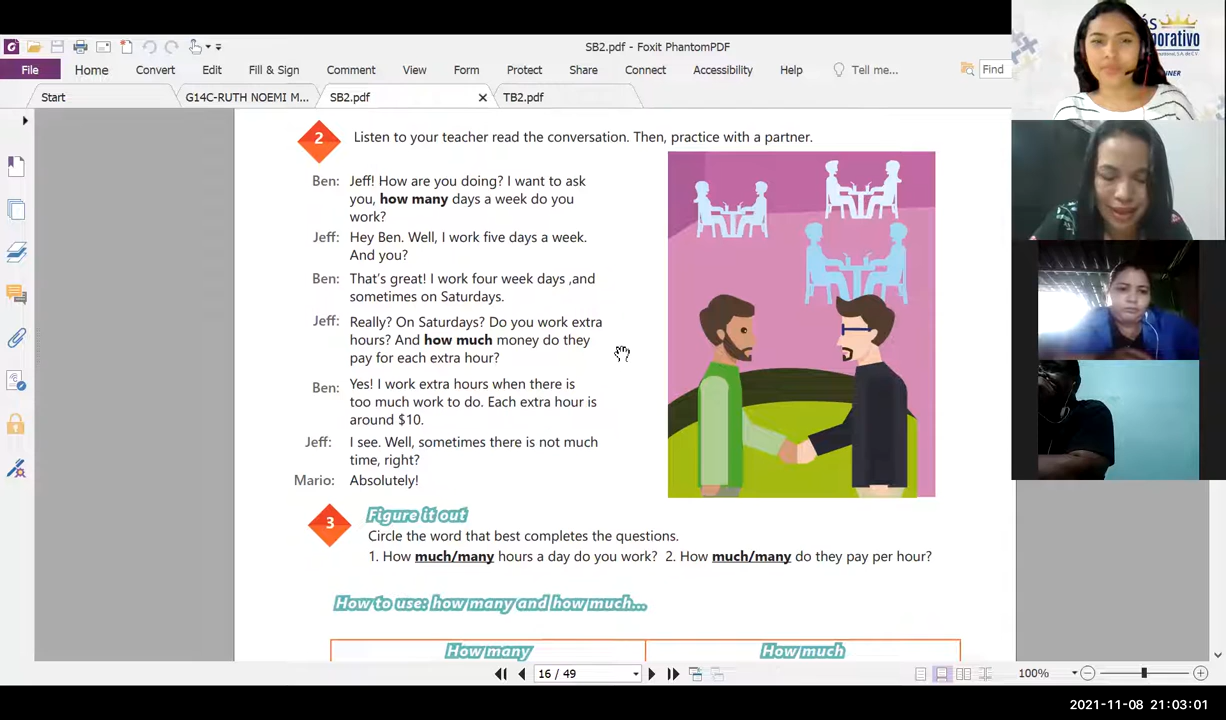 SB2.pdf - Foxit PhantomPDF
File Home Convert Edit Fill & Sign Comment View Form Protect Share Connect Accessibility Help Tell me... Find
Start G14C-RUTH NOEMI M... SB2.pdf TB2.pdf
2 Listen to your teacher read the conversation. Then, practice with a partner.
Ben: Jeff! How are you doing? I want to ask
you, how many days a week do you
work?
Jeff: Hey Ben. Well, I work five days a week.
And you?
Ben: That's great! I work four week days ,and
sometimes on Saturdays.
Jeff: Really? On Saturdays? Do you work extra
hours? And how much money do they
pay for each extra hour?
Ben: Yes! I work extra hours when there is
too much work to do. Each extra hour is
around $10.
Jeff: I see. Well, sometimes there is not much
time, right?
Mario: Absolutely!
3 Figure it out
Circle the word that best completes the questions.
1. How much/many hours a day do you work? 2. How much/many do they pay per hour?
How to use: how many and how much...
How many How much
16 / 49 100%
2021-11-08 21:03:01